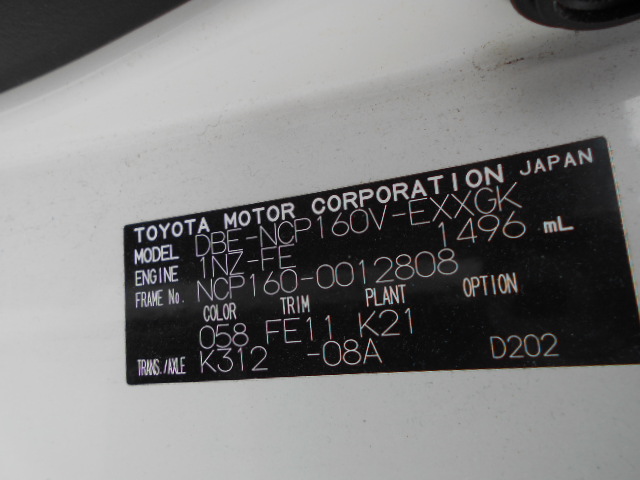 TOYOTA MOTOR CORPORATION JAPAN
MODEL DBE-NCP160V-EXXGK
ENGINE 1NZ-FE 1496 mL
FRAME No. NCP160-0012808
COLOR TRIM PLANT OPTION
058 FE11 K21
TRANS./AXLE K312 -08A D202